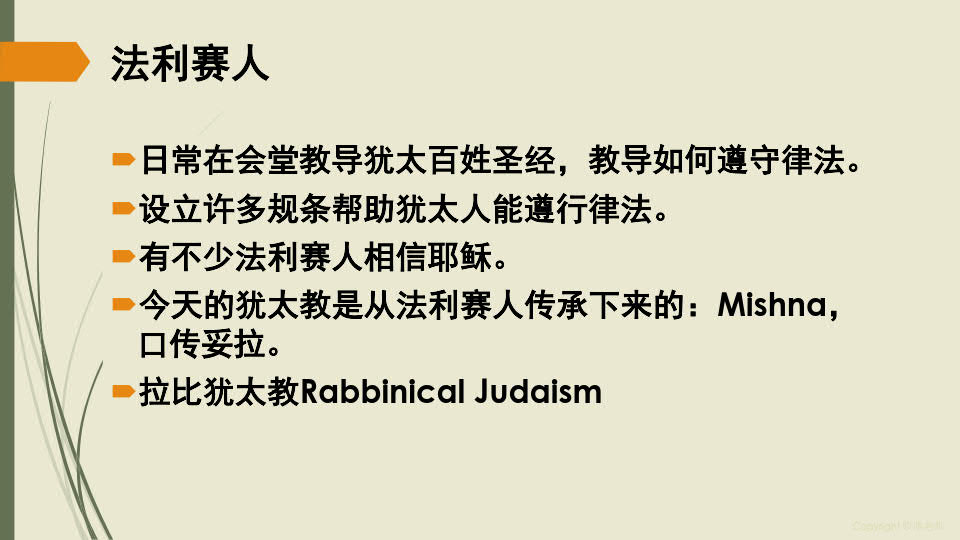 法利赛人
日常在会堂教导犹太百姓圣经，教导如何遵守律法。
设立许多规条帮助犹太人能遵行律法。
有不少法利赛人相信耶稣。
今天的犹太教是从法利赛人传承下来的：Mishna，
口传妥拉。
拉比犹太教Rabbinical Judaism
Copyright